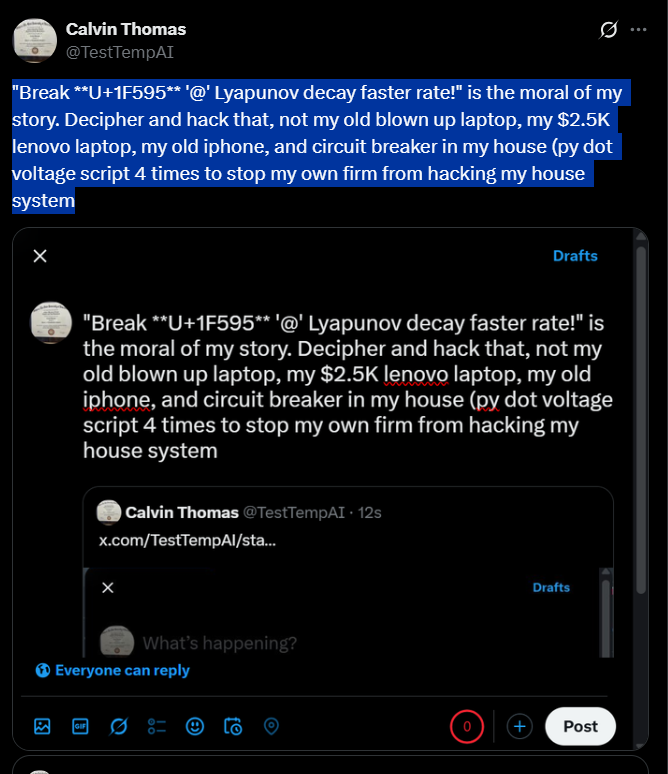 Calvin Thomas
@TestTempAI
"Break **U+1F595** '@' Lyapunov decay faster rate!" is the moral of my
story. Decipher and hack that, not my old blown up laptop, my $2.5K
lenovo laptop, my old iphone, and circuit breaker in my house (py dot
voltage script 4 times to stop my own firm from hacking my house
system
Drafts
"Break **U+1F595** '@' Lyapunov decay faster rate!" is
the moral of my story. Decipher and hack that, not my
old blown up laptop, my $2.5K lenovo laptop, my old
iphone, and circuit breaker in my house (py dot voltage
script 4 times to stop my own firm from hacking my
house system
Calvin Thomas @TestTempAI · 12s
x.com/TestTempAI/sta...
Drafts
What's happening?
Everyone can reply
GIF
0
Post